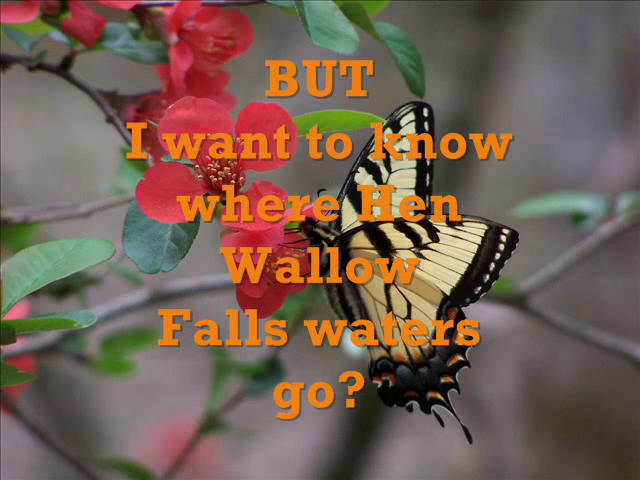 BUT
I want to know
where Hen
Wallow
Falls waters
go?